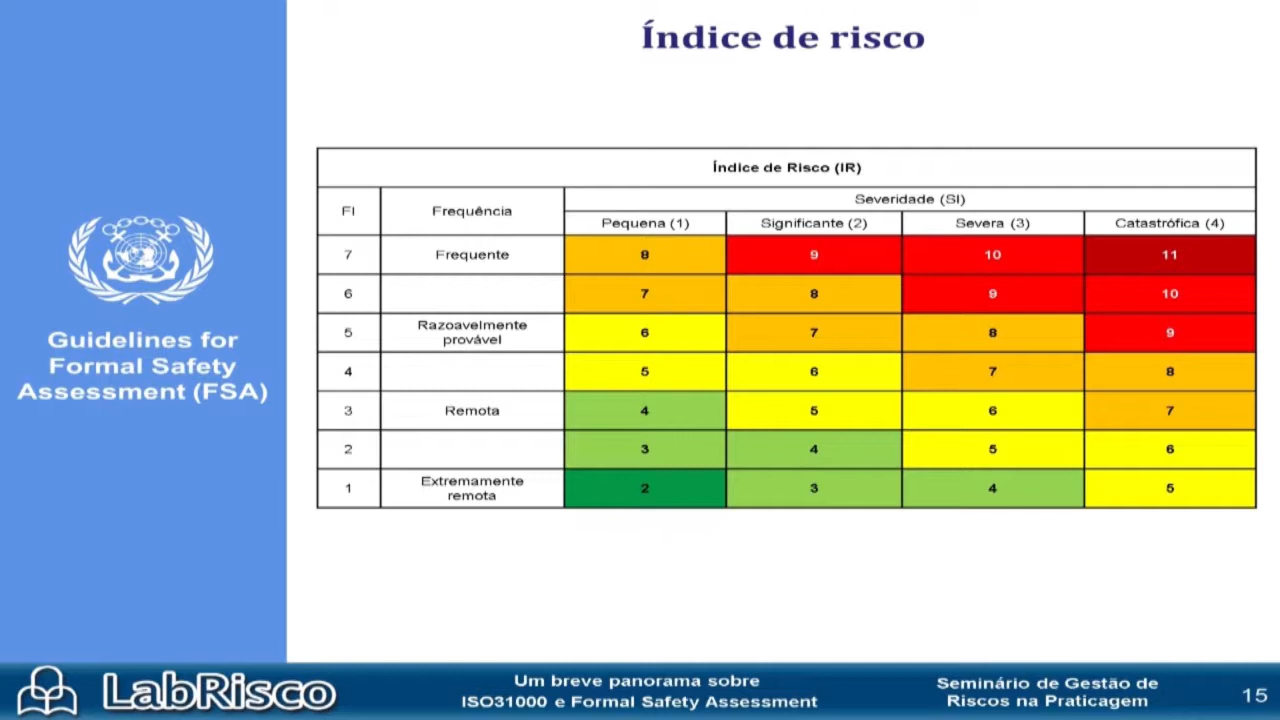 Índice de risco
Guidelines for
Formal Safety
Assessment (FSA)
Índice de Risco (IR)
FI Frequência Severidade (SI)
Pequena (1) Significante (2) Severa (3) Catastrófica (4)
7 Frequente 8 9 10 11
6 7 8 9 10
5 Razoavelmente
provável 6 7 8 9
4 5 6 7 8
3 Remota 4 5 6 7
2 3 4 5 6
1 Extremamente
remota 2 3 4 5
LabRisco
Um breve panorama sobre
ISO31000 e Formal Safety Assessment
Seminário de Gestão de
Riscos na Praticagem
15